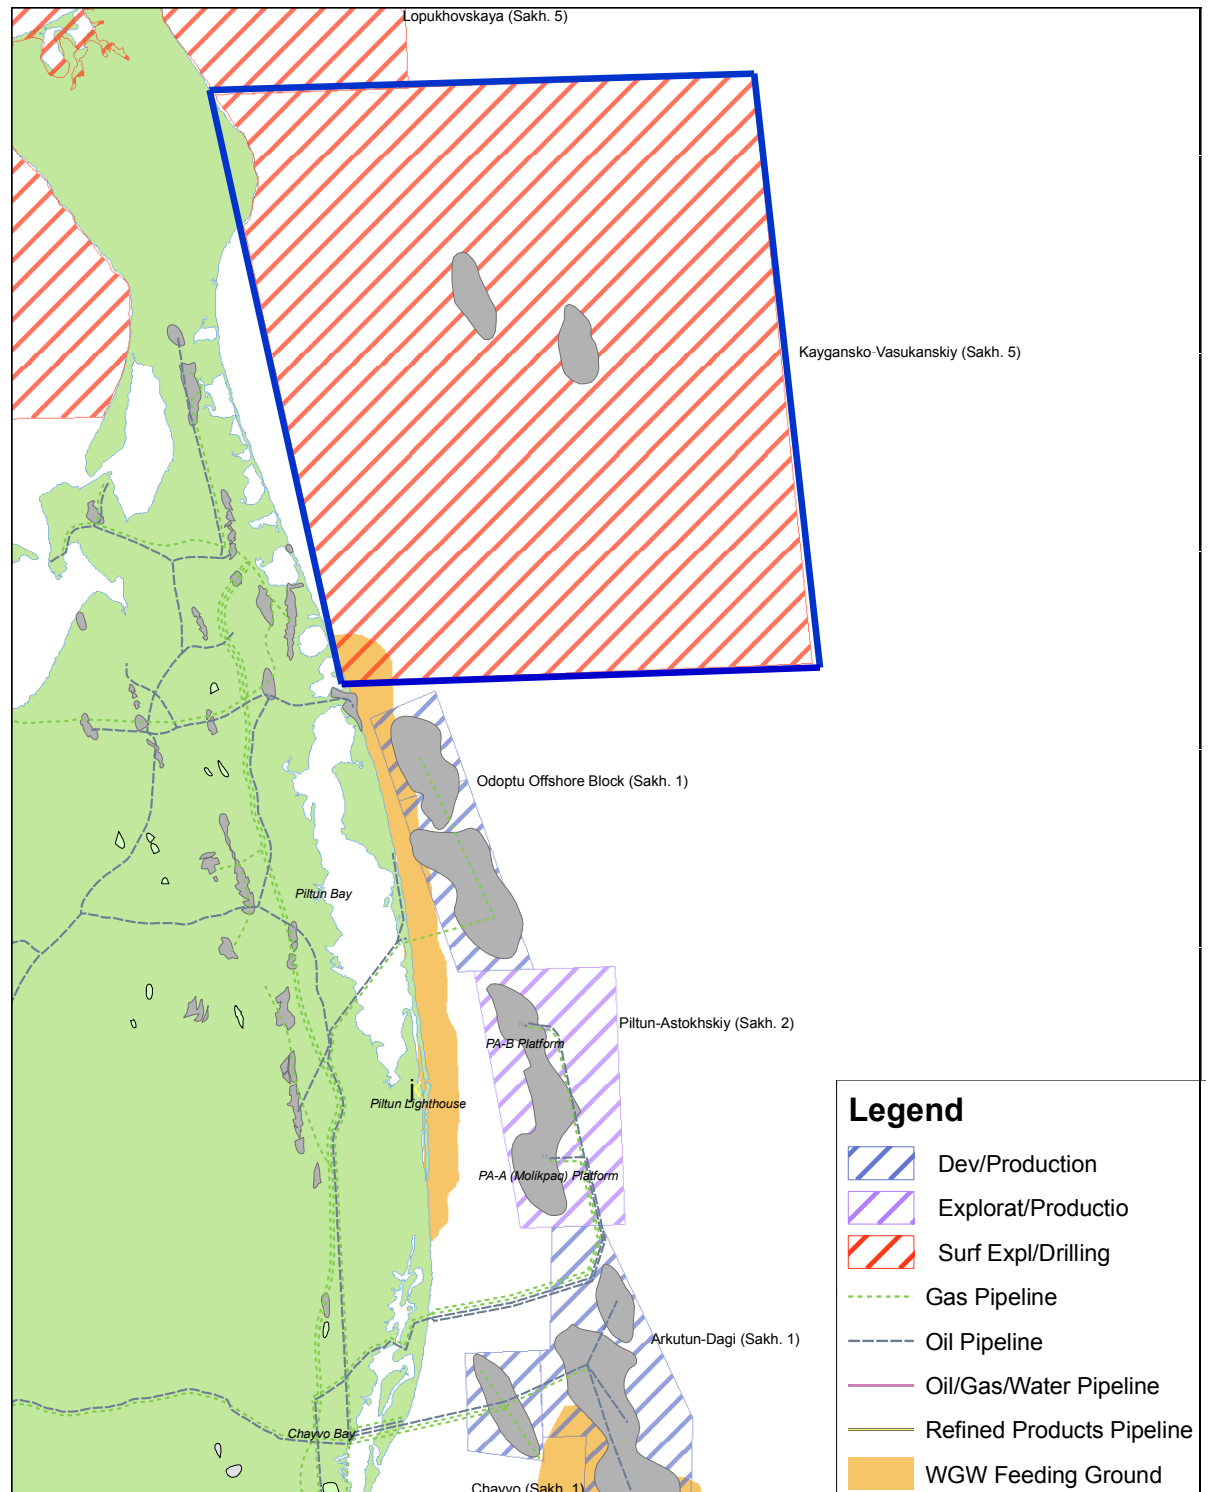 Lopukhovskaya (Sakh. 5)
Kaygansko-Vasukanskiy (Sakh. 5)
Odoptu Offshore Block (Sakh. 1)
Piltun Bay
Piltun-Astokhskiy (Sakh. 2)
PA-B Platform
j
Piltun Lighthouse
PA-A (Molikpaq) Platform
Arkutun-Dagi (Sakh. 1)
Chayvo Bay
Chayvo (Sakh. 1)
Legend
Dev/Production
Explorat/Productio
Surf Expl/Drilling
Gas Pipeline
Oil Pipeline
Oil/Gas/Water Pipeline
Refined Products Pipeline
WGW Feeding Ground